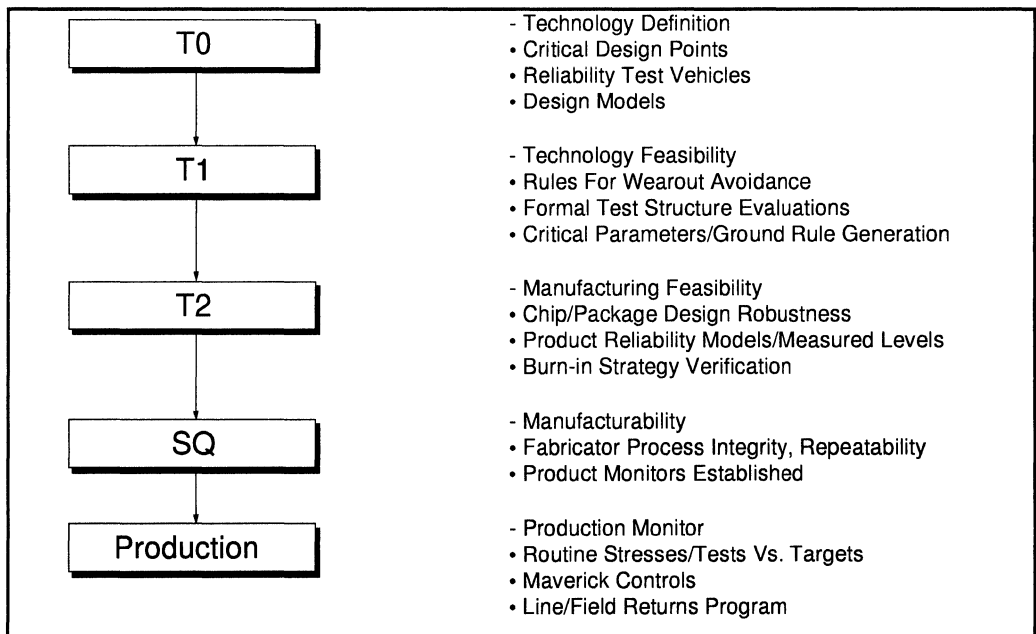 T0
- Technology Definition
• Critical Design Points
• Reliability Test Vehicles
• Design Models
T1
- Technology Feasibility
• Rules For Wearout Avoidance
• Formal Test Structure Evaluations
• Critical Parameters/Ground Rule Generation
T2
- Manufacturing Feasibility
• Chip/Package Design Robustness
• Product Reliability Models/Measured Levels
• Burn-in Strategy Verification
SQ
- Manufacturability
• Fabricator Process Integrity, Repeatability
• Product Monitors Established
Production
- Production Monitor
• Routine Stresses/Tests Vs. Targets
• Maverick Controls
• Line/Field Returns Program